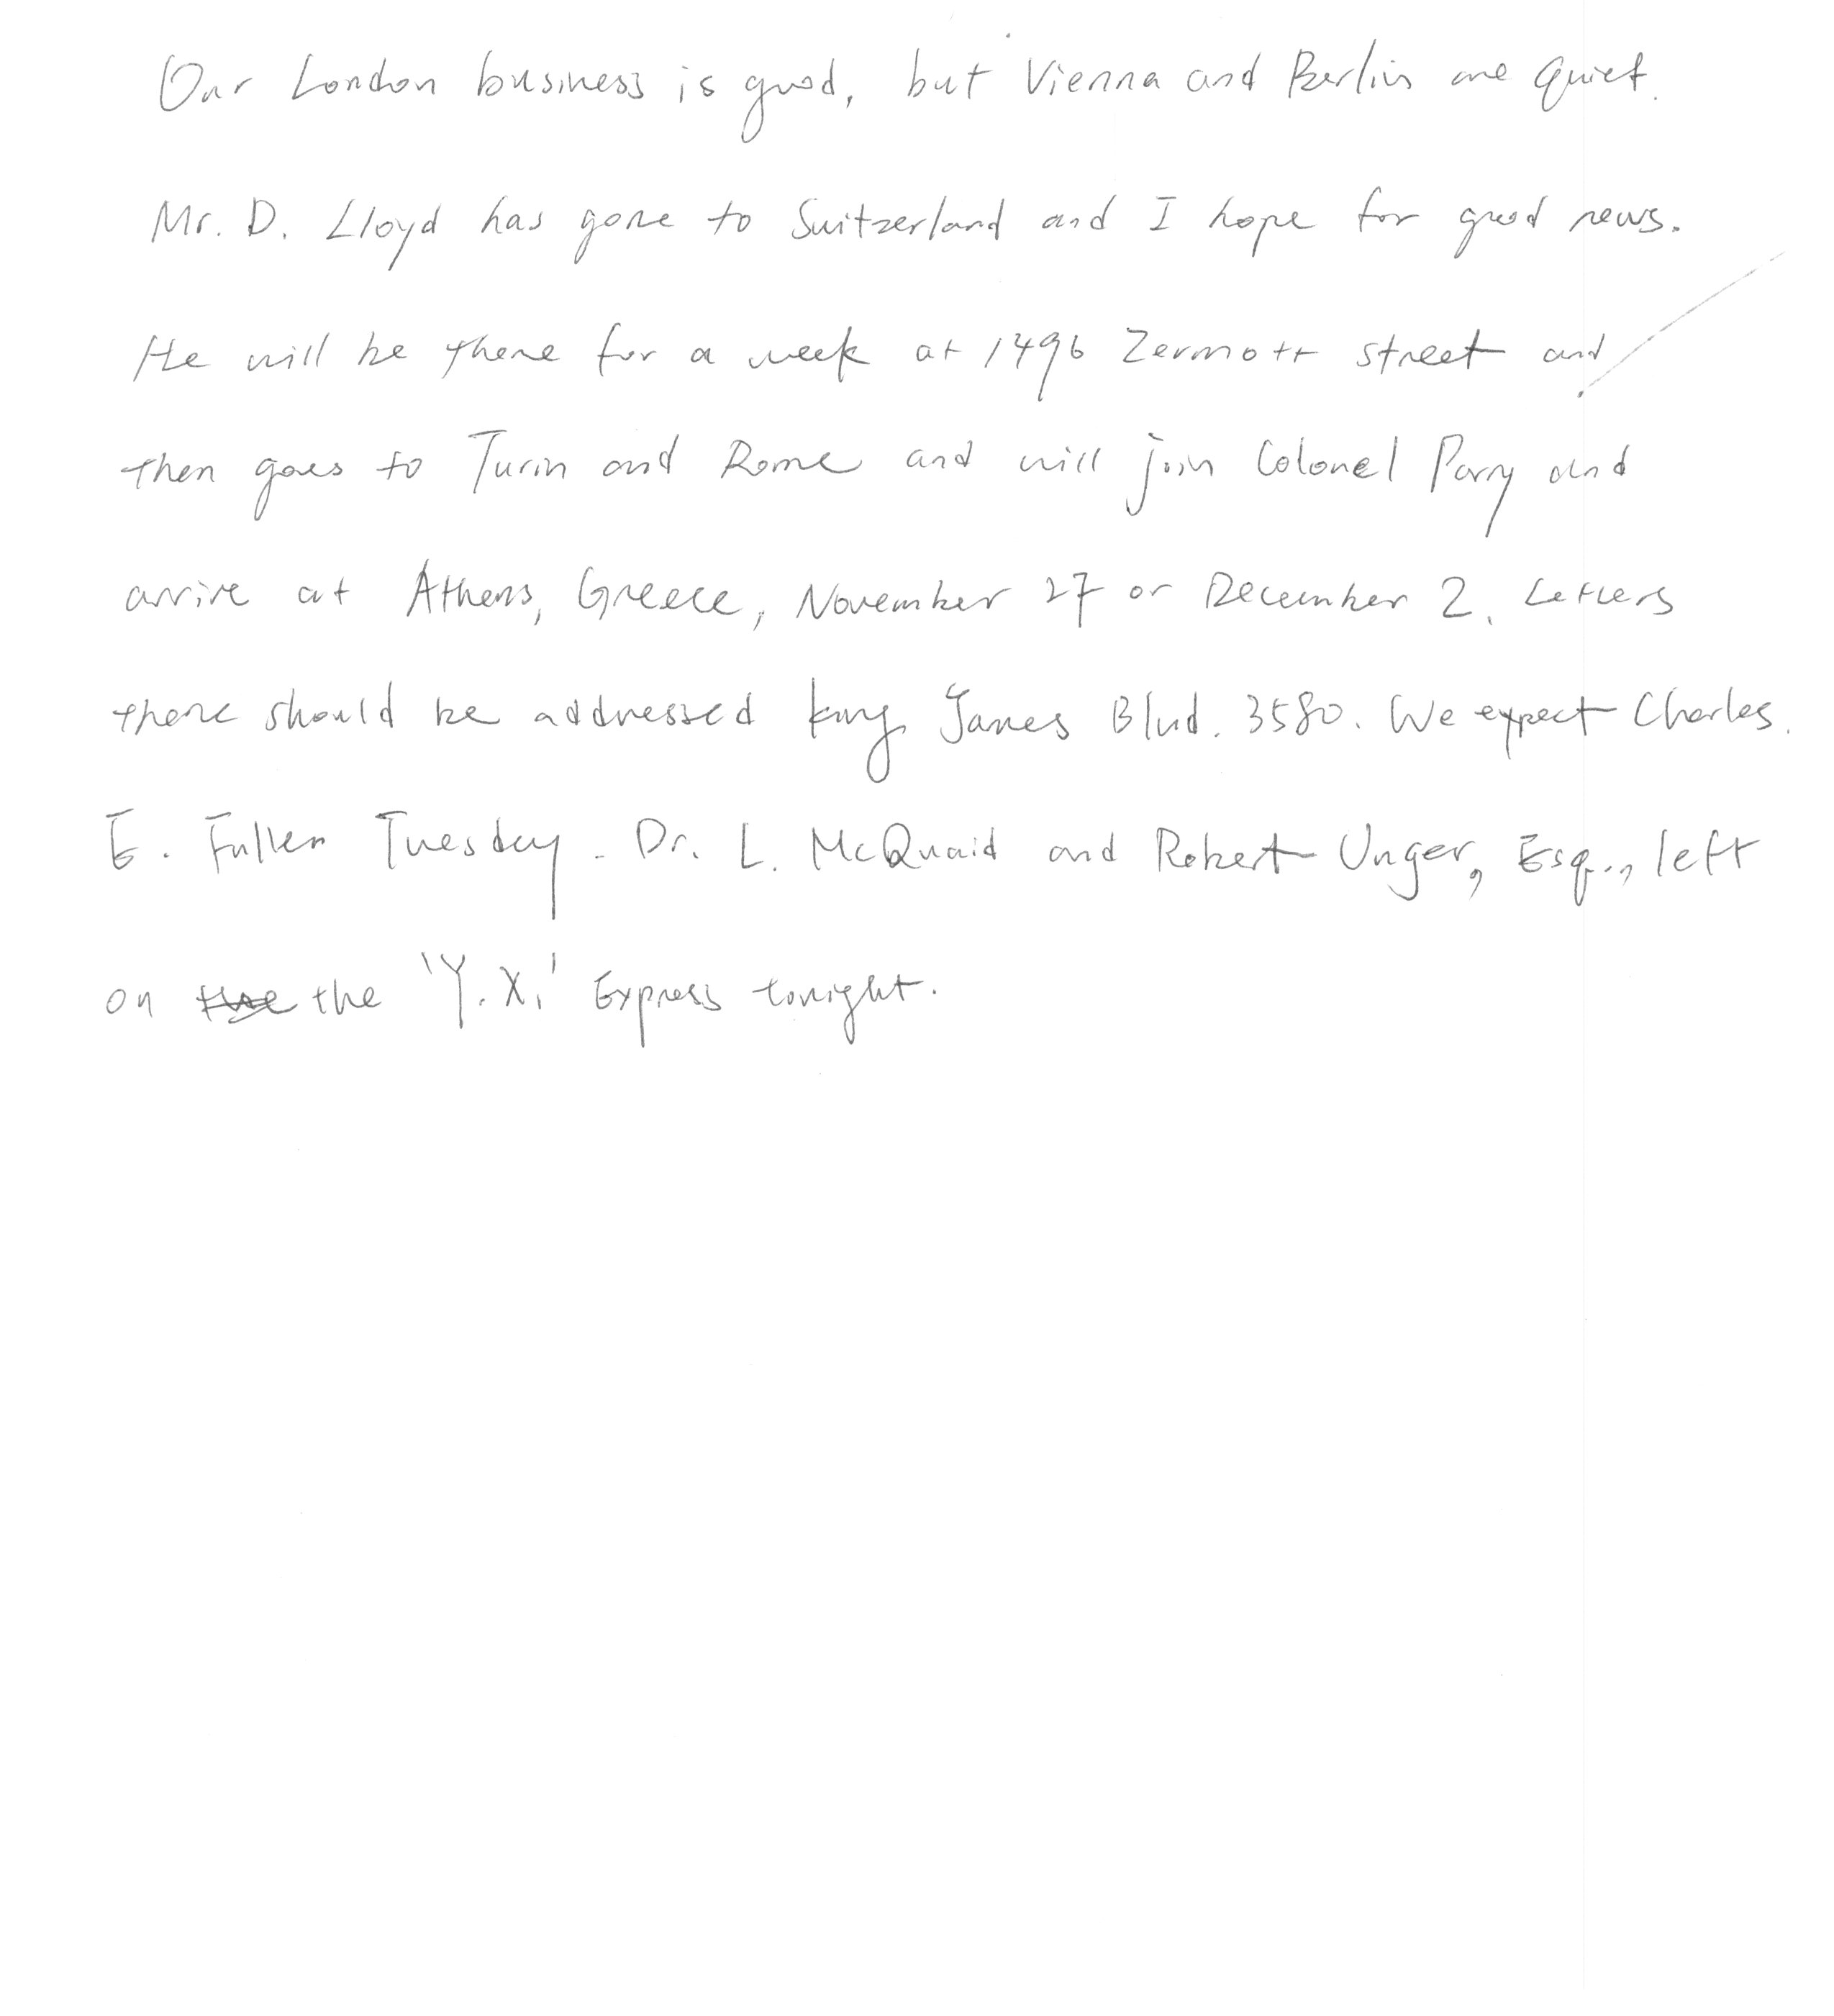 Our London business is good, but Vienna and Berlin are quiet.
Mr. D. Lloyd has gone to Switzerland and I hope for good news.
He will be there for a week at 1496 Zermott street and
then goes to Turin and Rome and will join Colonel Parry and
arrive at Athens, Greece, November 27 or December 2. Letters
there should be addressed king James Blvd. 3580. We expect Charles.
E. Fuller Tuesday. Dr. L. McQuaid and Robert Unger, Esq., left
on the 'Y.X.' Express tonight.